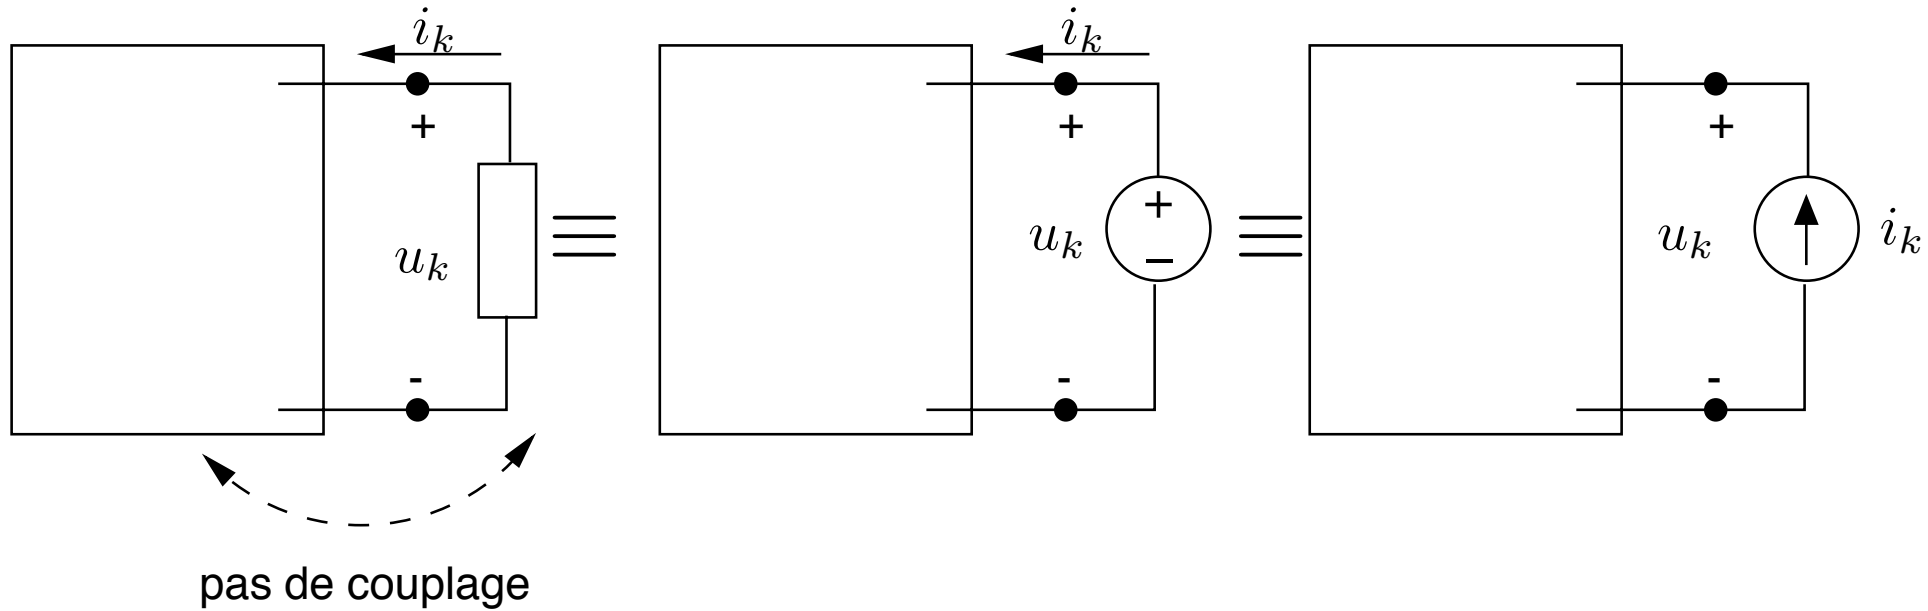 i_k i_k
+ + +
u_k + − u_k u_k i_k
- - -
pas de couplage